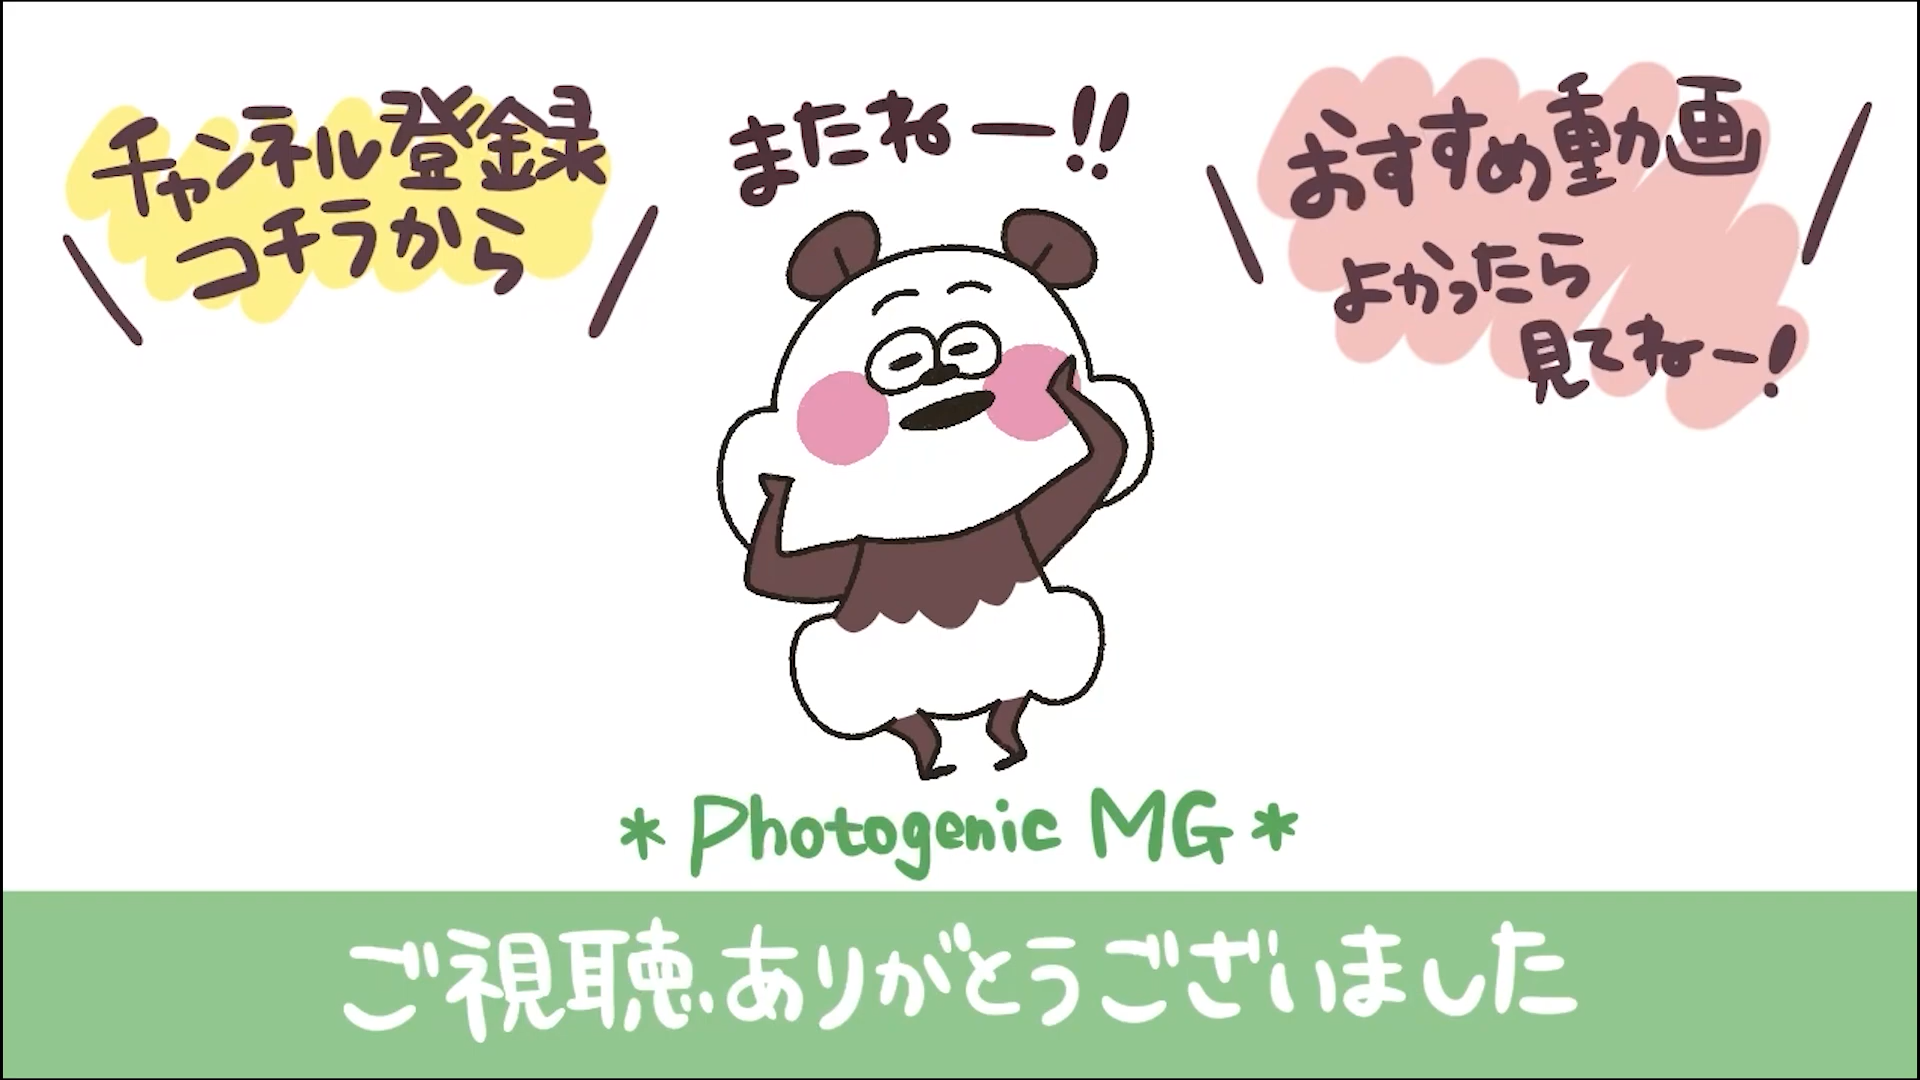 チャンネル登録
コチラから
またねー!!
おすすめ動画
よかったら
見てねー!
* Photogenic MG *
ご視聴ありがとうございました